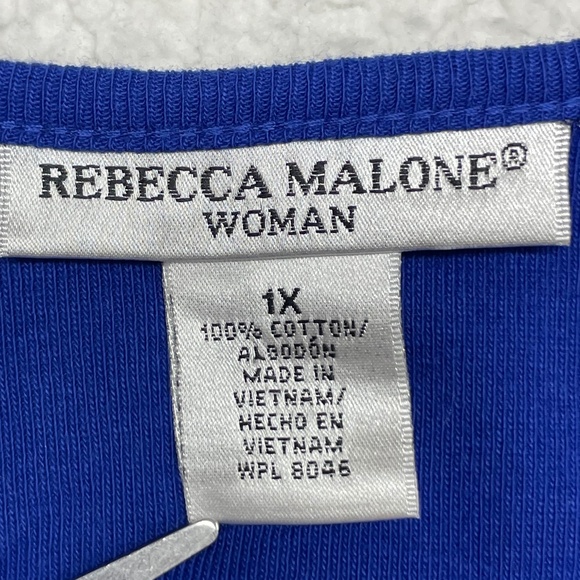 REBECCA MALONE®
WOMAN
1X
100% COTTON/
ALGODÓN
MADE IN
VIETNAM/
HECHO EN
VIETNAM
WPL 8046